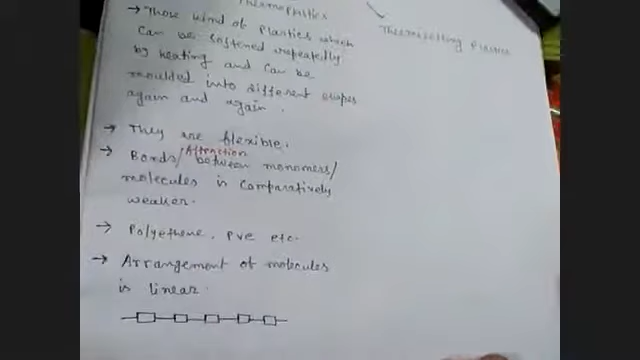 Thermoplastics
Thermosetting Plastics
→ Those kind of Plastics which
can be softened repeatedly
by heating and can be
moulded into different shapes
again and again.
→ They are flexible.
→ Bonds/Attraction between monomers/
molecules is comparatively
weaker.
→ Polyethene, PVC etc.
→ Arrangement of molecules
is linear.